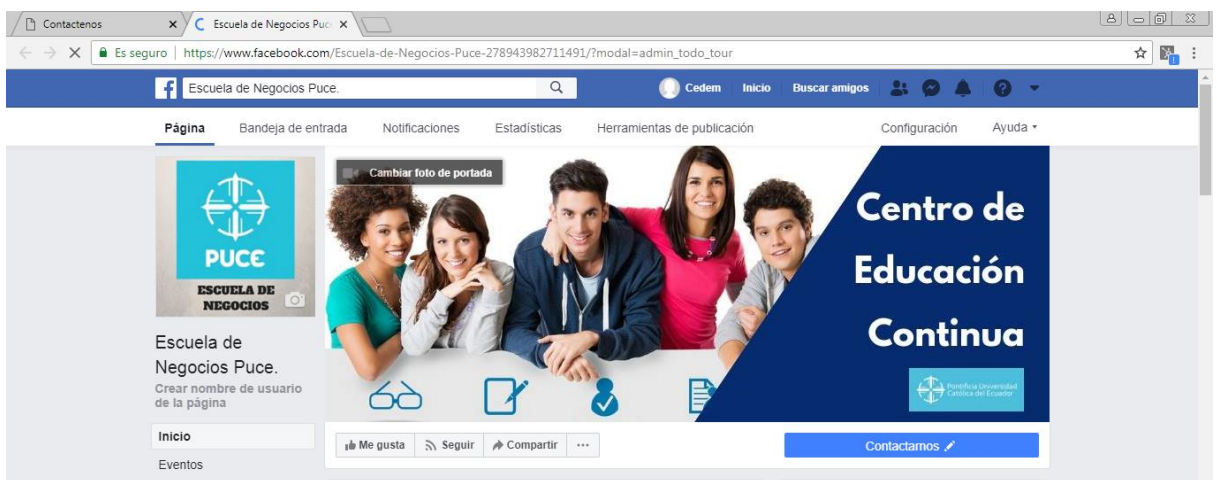 Contactenos
Escuela de Negocios Puce
Es seguro | https://www.facebook.com/Escuela-de-Negocios-Puce-278943982711491/?modal=admin_todo_tour
Escuela de Negocios Puce.
Cedem Inicio Buscar amigos
Página Bandeja de entrada Notificaciones Estadísticas Herramientas de publicación Configuración Ayuda
PUCE
ESCUELA DE
NEGOCIOS
Cambiar foto de portada
Centro de
Educación
Continua
Pontificia Universidad
Católica del Ecuador
Escuela de
Negocios Puce.
Crear nombre de usuario
de la página
Inicio
Eventos
Me gusta Seguir Compartir ...
Contactarnos